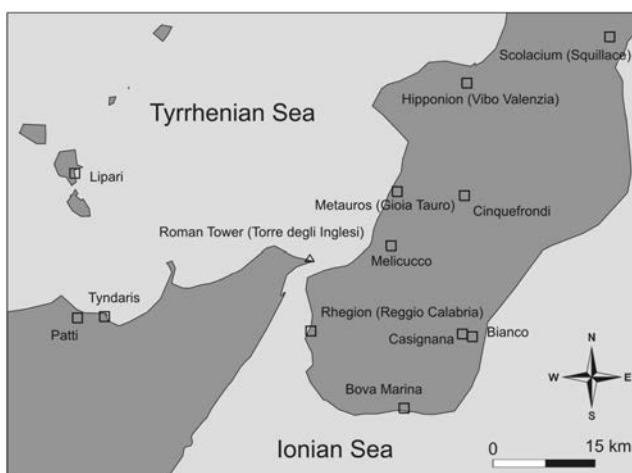 Scolacium (Squillace)
Hipponion (Vibo Valenzia)
Tyrrhenian Sea
Lipari
Metauros (Gioia Tauro)
Cinquefrondi
Roman Tower (Torre degli Inglesi)
Melicucco
Tyndaris
Patti
Rhegion (Reggio Calabria)
Casignana
Bianco
Bova Marina
N
W
E
S
Ionian Sea
0
15 km